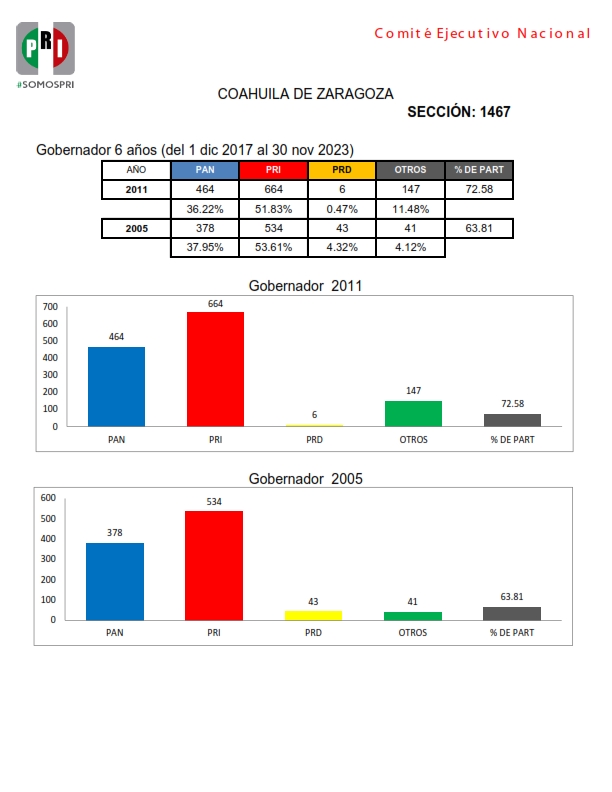 Comité Ejecutivo Nacional
PRI
#SOMOSPRI
COAHUILA DE ZARAGOZA
SECCIÓN: 1467
Gobernador 6 años (del 1 dic 2017 al 30 nov 2023)
AÑO PAN PRI PRD OTROS % DE PART
2011 464 664 6 147 72.58
36.22% 51.83% 0.47% 11.48%
2005 378 534 43 41 63.81
37.95% 53.61% 4.32% 4.12%
Gobernador 2011
700
600
500
400
300
200
100
0
464
664
6
147
72.58
PAN PRI PRD OTROS % DE PART
Gobernador 2005
600
500
400
300
200
100
0
378
534
43
41
63.81
PAN PRI PRD OTROS % DE PART